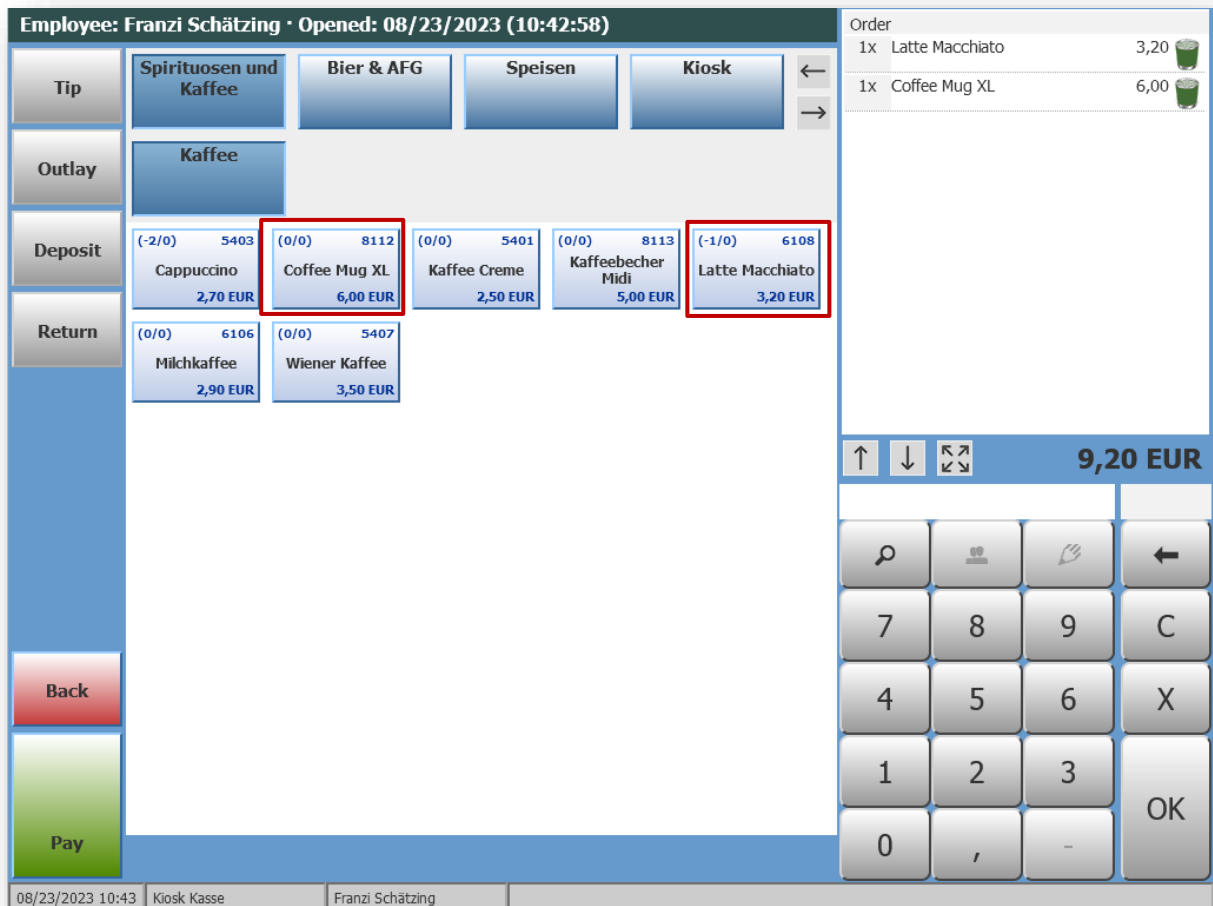 Employee: Franzi Schätzing · Opened: 08/23/2023 (10:42:58)
Tip
Outlay
Deposit
Return
Back
Pay
Spirituosen und
Kaffee
Bier & AFG
Speisen
Kiosk
←
→
Kaffee
(-2/0) 5403
Cappuccino
2,70 EUR
(0/0) 8112
Coffee Mug XL
6,00 EUR
(0/0) 5401
Kaffee Creme
2,50 EUR
(0/0) 8113
Kaffeebecher
Midi
5,00 EUR
(-1/0) 6108
Latte Macchiato
3,20 EUR
(0/0) 6106
Milchkaffee
2,90 EUR
(0/0) 5407
Wiener Kaffee
3,50 EUR
Order
1x Latte Macchiato 3,20
1x Coffee Mug XL 6,00
↑ ↓ 9,20 EUR
7 8 9 C
4 5 6 X
1 2 3
OK
0 , -
08/23/2023 10:43 Kiosk Kasse Franzi Schätzing